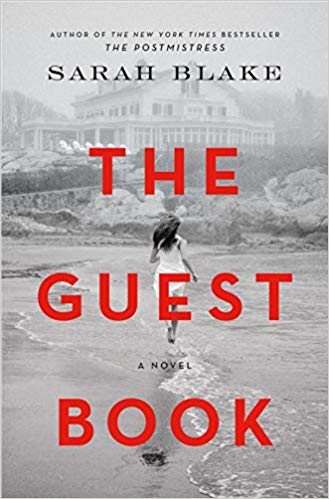 AUTHOR OF THE NEW YORK TIMES BESTSELLER
THE POSTMISTRESS
SARAH BLAKE
THE
GUEST
A NOVEL
BOOK